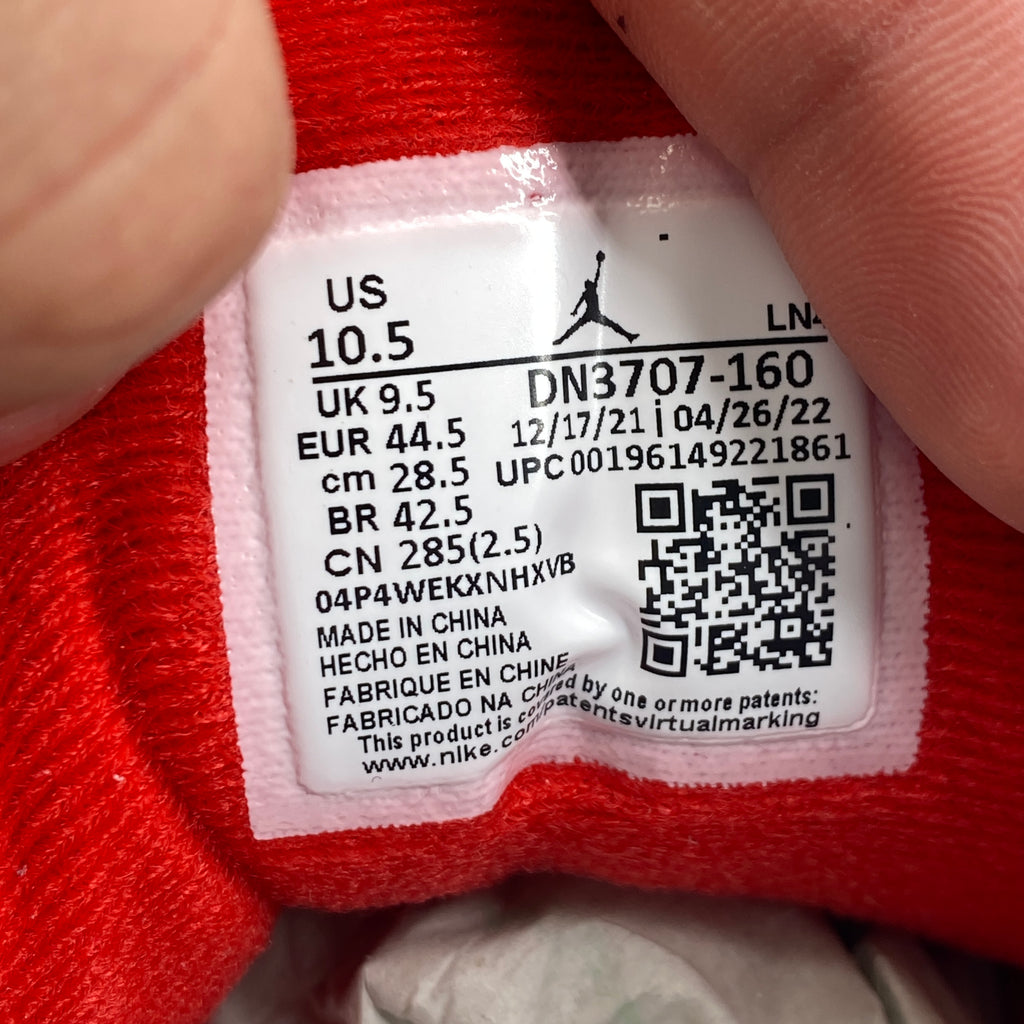 US
10.5
UK 9.5
EUR 44.5
cm 28.5
BR 42.5
CN 285(2.5)
04P4WEKXNHXVB
MADE IN CHINA
HECHO EN CHINA
FABRIQUE EN CHINE
FABRICADO NA CHINA
DN3707-160
12/17/21 | 04/26/22
UPC 00196149221861
This product is covered by one or more patents:
www.nike.com/patentsvirtualmarking